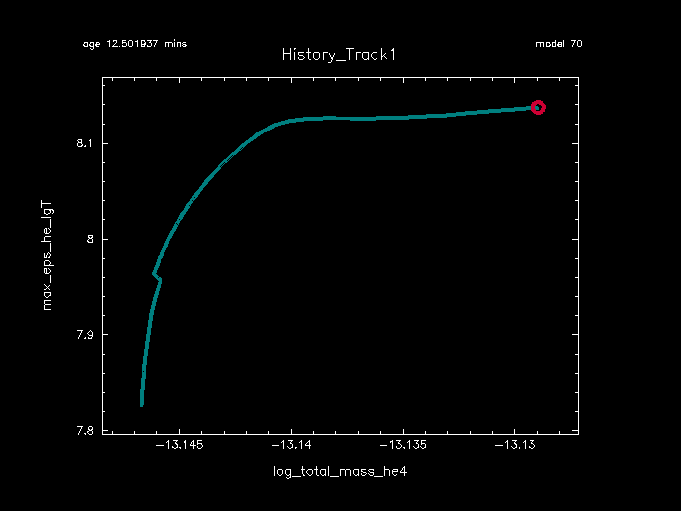 age 12.501937 mins
model 70
History_Track1
8.1
8
7.9
7.8
max_eps_he_lgT
-13.145
-13.14
-13.135
-13.13
log_total_mass_he4